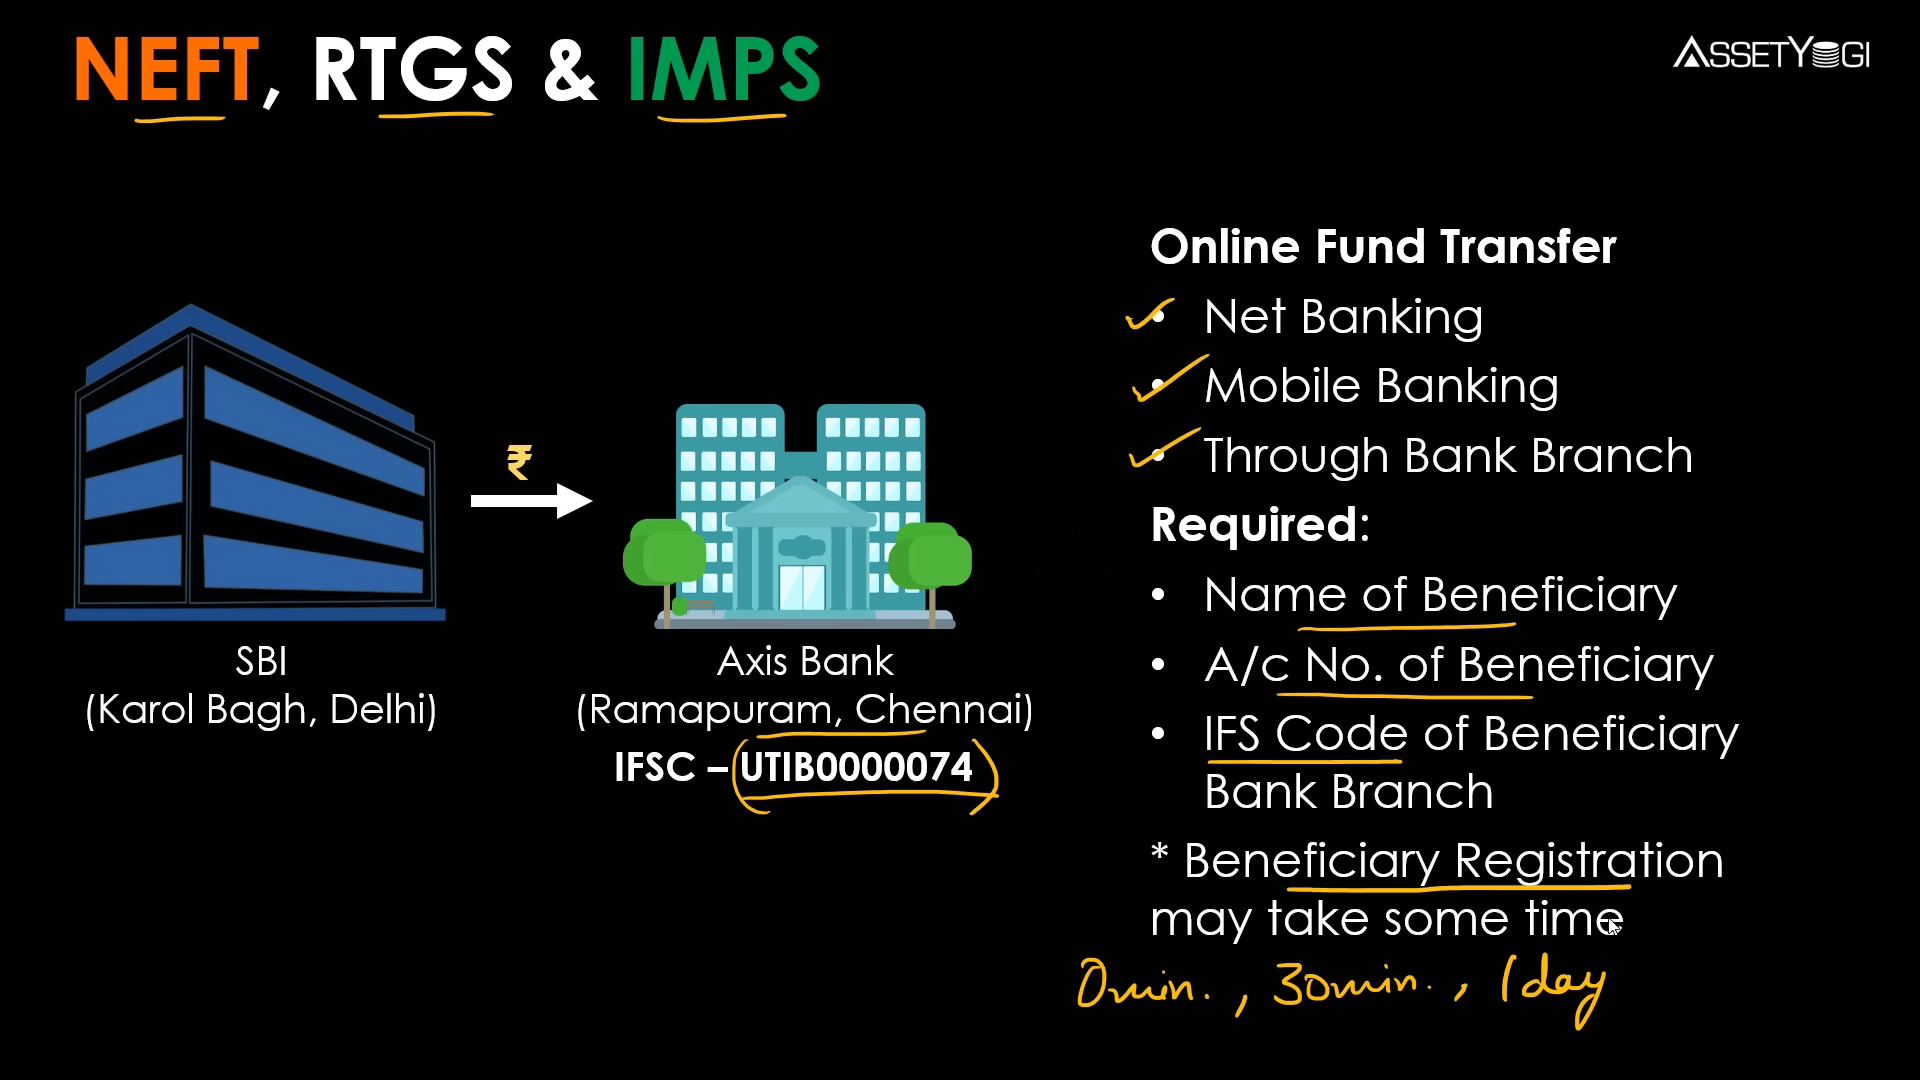 NEFT, RTGS & IMPS
ASSETYOGI
Online Fund Transfer
• Net Banking
• Mobile Banking
• Through Bank Branch
Required:
• Name of Beneficiary
• A/c No. of Beneficiary
• IFS Code of Beneficiary
Bank Branch
* Beneficiary Registration
may take some time
0min. , 30min. , 1day
₹
SBI
(Karol Bagh, Delhi)
Axis Bank
(Ramapuram, Chennai)
IFSC – UTIB0000074